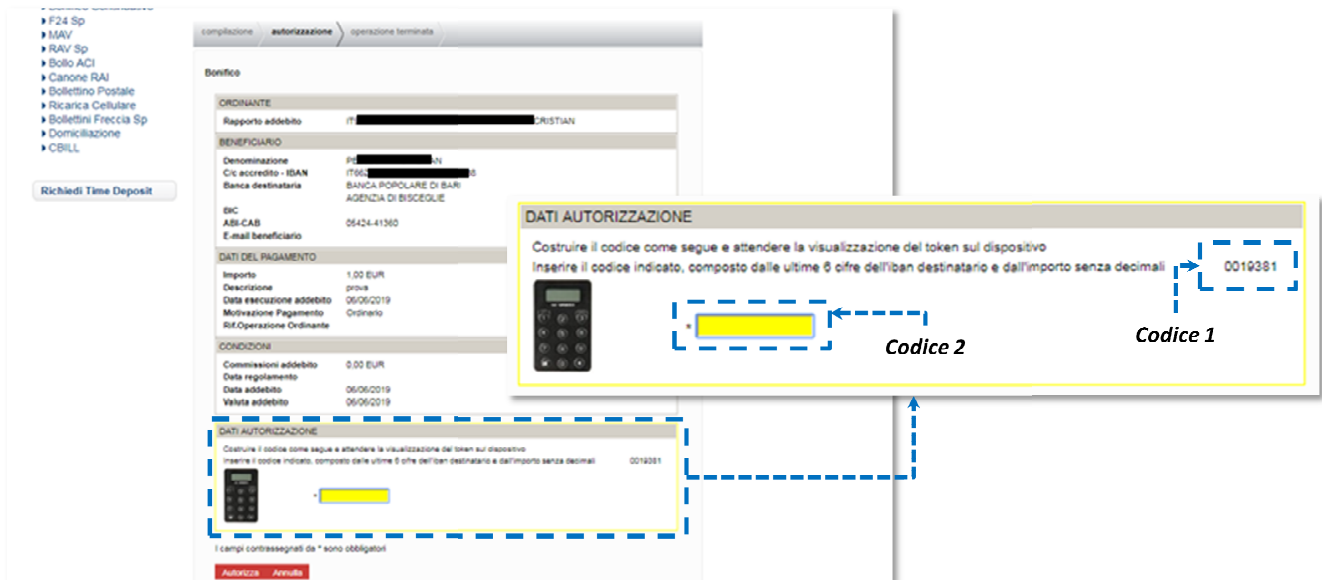 F24 Sp
MAV
RAV Sp
Bollo ACI
Canone RAI
Bollettino Postale
Ricarica Cellulare
Bollettini Freccia Sp
Domiciliazione
CBILL
Richiedi Time Deposit
compilazione autorizzazione operazione terminata
Bonifico
ORDINANTE
Rapporto addebito CRISTIAN
BENEFICIARIO
Denominazione PE AN
C/c accredito - IBAN
Banca destinataria BANCA POPOLARE DI BARI
AGENZIA DI BISCEGLIE
BIC
ABI-CAB 05424-41360
E-mail beneficiario
DATI DEL PAGAMENTO
Importo 1,00 EUR
Descrizione prova
Data esecuzione addebito 06/06/2019
Motivazione Pagamento Ordinario
Rif.Operazione Ordinante
CONDIZIONI
Commissioni addebito 0,00 EUR
Data regolamento
Data addebito 06/06/2019
Valuta addebito 06/06/2019
DATI AUTORIZZAZIONE
Costruire il codice come segue e attendere la visualizzazione del token sul dispositivo
Inserire il codice indicato, composto dalle ultime 6 cifre dell'iban destinatario e dall'importo senza decimali 0019381
*
I campi contrassegnati da * sono obbligatori
Autorizza Annulla
DATI AUTORIZZAZIONE
Costruire il codice come segue e attendere la visualizzazione del token sul dispositivo
Inserire il codice indicato, composto dalle ultime 6 cifre dell'iban destinatario e dall'importo senza decimali 0019381
*
Codice 2
Codice 1